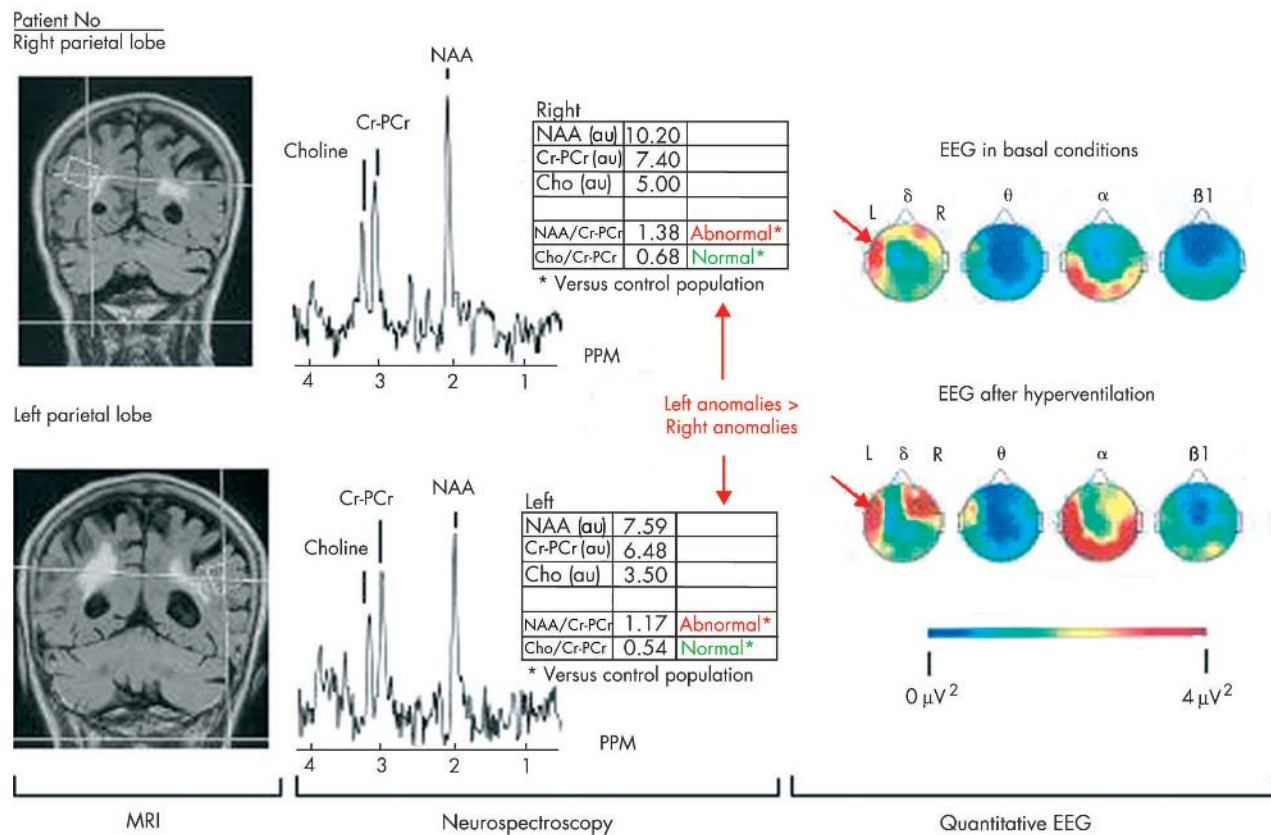 Patient No
Right parietal lobe
NAA
Cr-PCr
Choline
4 3 2 1
PPM
Right
NAA (au) 10.20
Cr-PCr (au) 7.40
Cho (au) 5.00
NAA/Cr-PCr 1.38 Abnormal*
Cho/Cr-PCr 0.68 Normal*
* Versus control population
EEG in basal conditions
L δ R θ α ß1
Left anomalies >
Right anomalies
Left parietal lobe
NAA
Cr-PCr
Choline
4 3 2 1
PPM
Left
NAA (au) 7.59
Cr-PCr (au) 6.48
Cho (au) 3.50
NAA/Cr-PCr 1.17 Abnormal*
Cho/Cr-PCr 0.54 Normal*
* Versus control population
EEG after hyperventilation
L δ R θ α ß1
0 µV² 4 µV²
MRI
Neurospectroscopy
Quantitative EEG